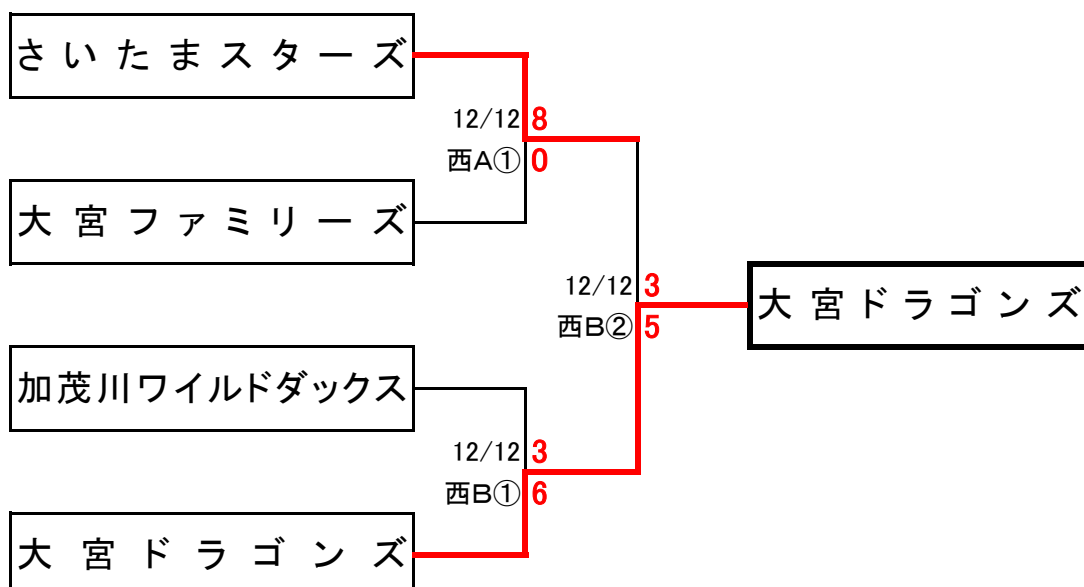 さいたまスターズ
12/12 8
西A① 0
大宮ファミリーズ
12/12 3
西B② 5
大宮ドラゴンズ
加茂川ワイルドダックス
12/12 3
西B① 6
大宮ドラゴンズ